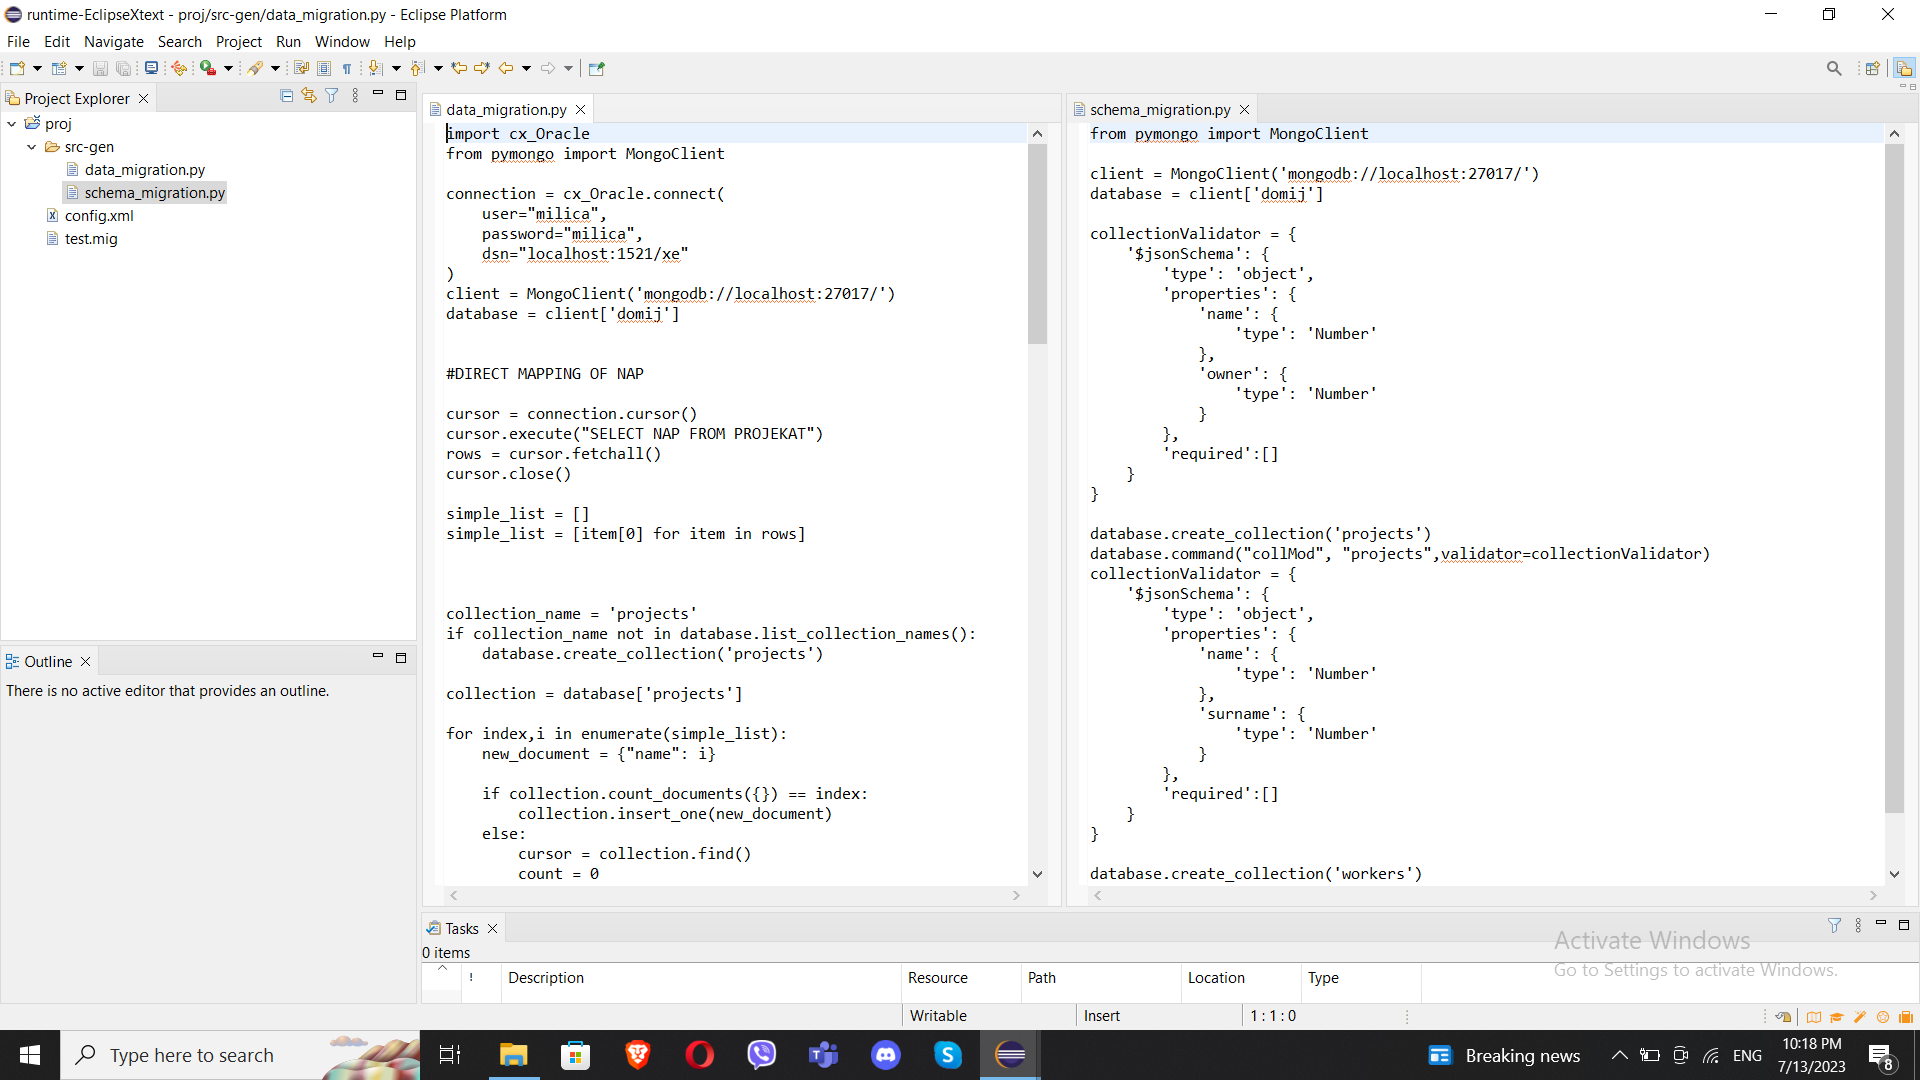 runtime-EclipseXtext - proj/src-gen/data_migration.py - Eclipse Platform
File Edit Navigate Search Project Run Window Help
Project Explorer
proj
src-gen
data_migration.py
schema_migration.py
config.xml
test.mig
Outline
There is no active editor that provides an outline.
data_migration.py
import cx_Oracle
from pymongo import MongoClient

connection = cx_Oracle.connect(
    user="milica",
    password="milica",
    dsn="localhost:1521/xe"
)
client = MongoClient('mongodb://localhost:27017/')
database = client['domij']

#DIRECT MAPPING OF NAP

cursor = connection.cursor()
cursor.execute("SELECT NAP FROM PROJEKAT")
rows = cursor.fetchall()
cursor.close()

simple_list = []
simple_list = [item[0] for item in rows]

collection_name = 'projects'
if collection_name not in database.list_collection_names():
    database.create_collection('projects')

collection = database['projects']

for index,i in enumerate(simple_list):
    new_document = {"name": i}

    if collection.count_documents({}) == index:
        collection.insert_one(new_document)
    else:
        cursor = collection.find()
        count = 0
schema_migration.py
from pymongo import MongoClient

client = MongoClient('mongodb://localhost:27017/')
database = client['domij']

collectionValidator = {
    '$jsonSchema': {
        'type': 'object',
        'properties': {
            'name': {
                'type': 'Number'
            },
            'owner': {
                'type': 'Number'
            }
        },
        'required':[]
    }
}

database.create_collection('projects')
database.command("collMod", "projects",validator=collectionValidator)
collectionValidator = {
    '$jsonSchema': {
        'type': 'object',
        'properties': {
            'name': {
                'type': 'Number'
            },
            'surname': {
                'type': 'Number'
            }
        },
        'required':[]
    }
}

database.create_collection('workers')
Tasks
0 items
! Description Resource Path Location Type
Activate Windows
Go to Settings to activate Windows.
Writable Insert 1 : 1 : 0
Type here to search
Breaking news
ENG
10:18 PM
7/13/2023
8